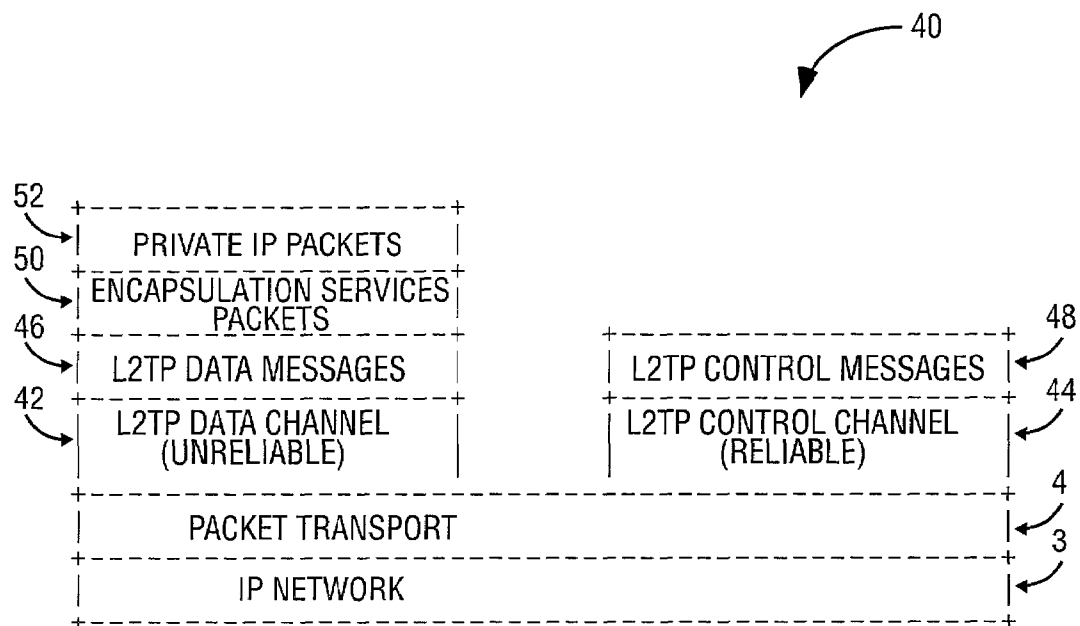 40
52
PRIVATE IP PACKETS
50
ENCAPSULATION SERVICES
PACKETS
46
L2TP DATA MESSAGES
48
L2TP CONTROL MESSAGES
42
L2TP DATA CHANNEL
(UNRELIABLE)
44
L2TP CONTROL CHANNEL
(RELIABLE)
4
PACKET TRANSPORT
3
IP NETWORK